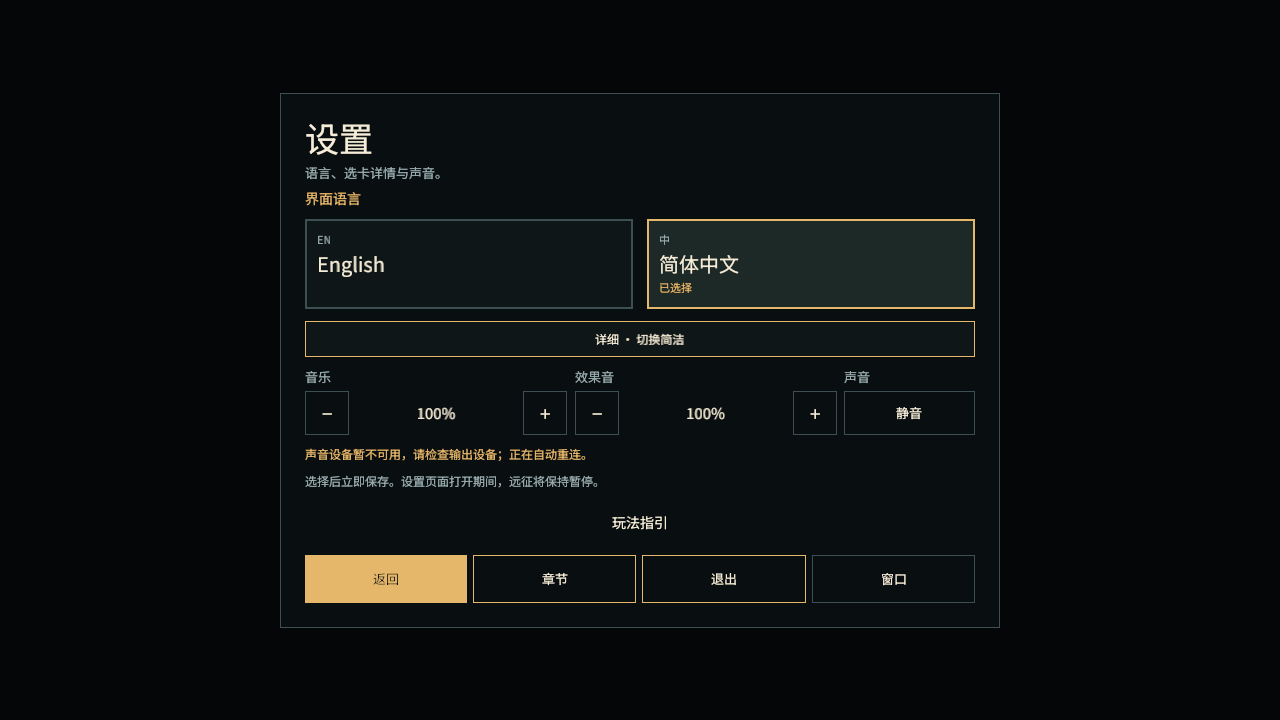 设置
语言、选卡详情与声音。
界面语言
EN
English
中
简体中文
已选择
详细 · 切换简洁
音乐
效果音
声音
− 100% + − 100% + 静音
声音设备暂不可用，请检查输出设备；正在自动重连。
选择后立即保存。设置页面打开期间，远征将保持暂停。
玩法指引
返回 章节 退出 窗口